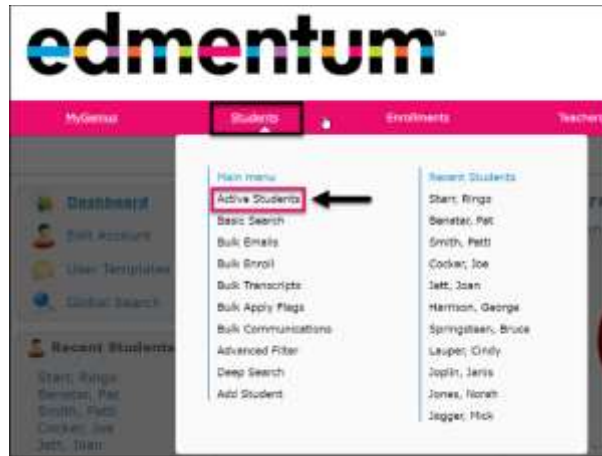 edmentum™
MyGenius Students Enrollments Teachers
Main menu
Active Students
Basic Search
Bulk Emails
Bulk Enroll
Bulk Transcripts
Bulk Apply Flags
Bulk Communications
Advanced Filter
Deep Search
Add Student
Recent Students
Starr, Ringo
Benatar, Pat
Smith, Patti
Cocker, Joe
Jett, Joan
Harrison, George
Springsteen, Bruce
Lauper, Cindy
Joplin, Janis
Jones, Norah
Jagger, Mick
Dashboard
Edit Account
User Templates
Global Search
Recent Students
Starr, Ringo
Benatar, Pat
Smith, Patti
Cocker, Joe
Jett, Joan